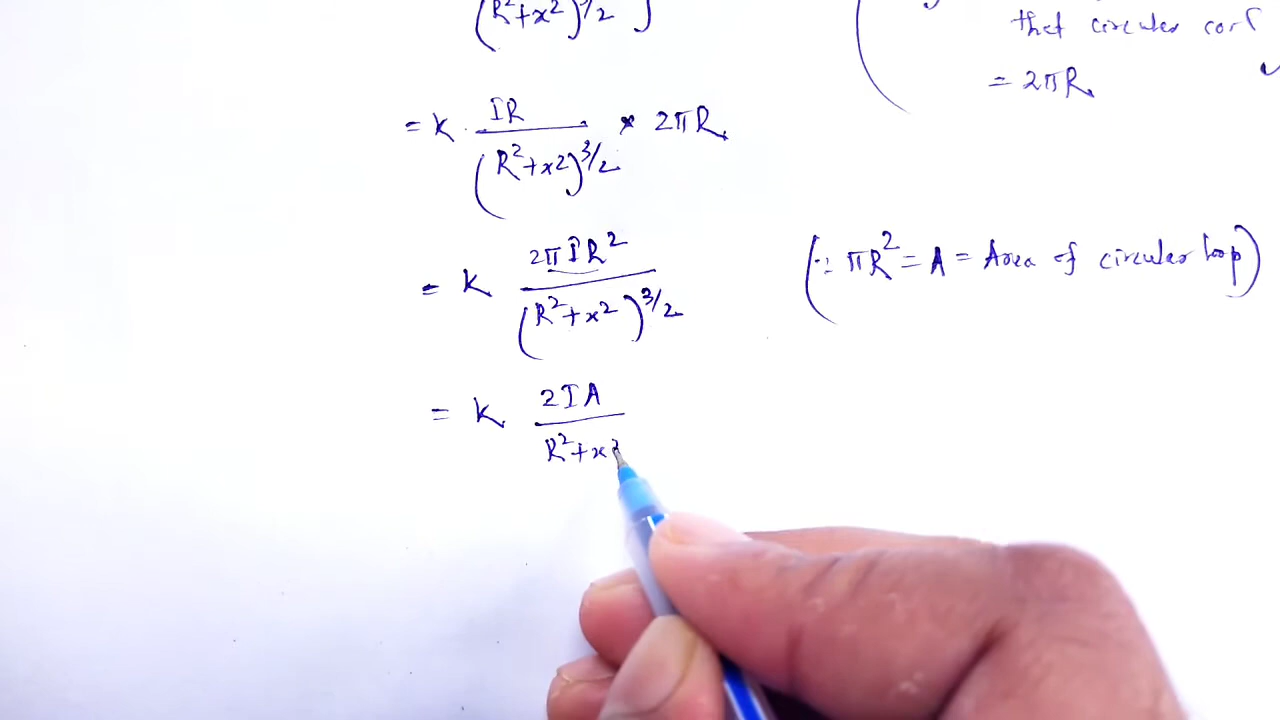 (R²+x²)^3/2 ]
that circular coil
= 2πR
= K · IR / (R²+x²)^3/2 × 2πR
= K 2πIR² / (R²+x²)^3/2
(∵ πR² = A = Area of circular loop)
= K 2IA / R²+x²